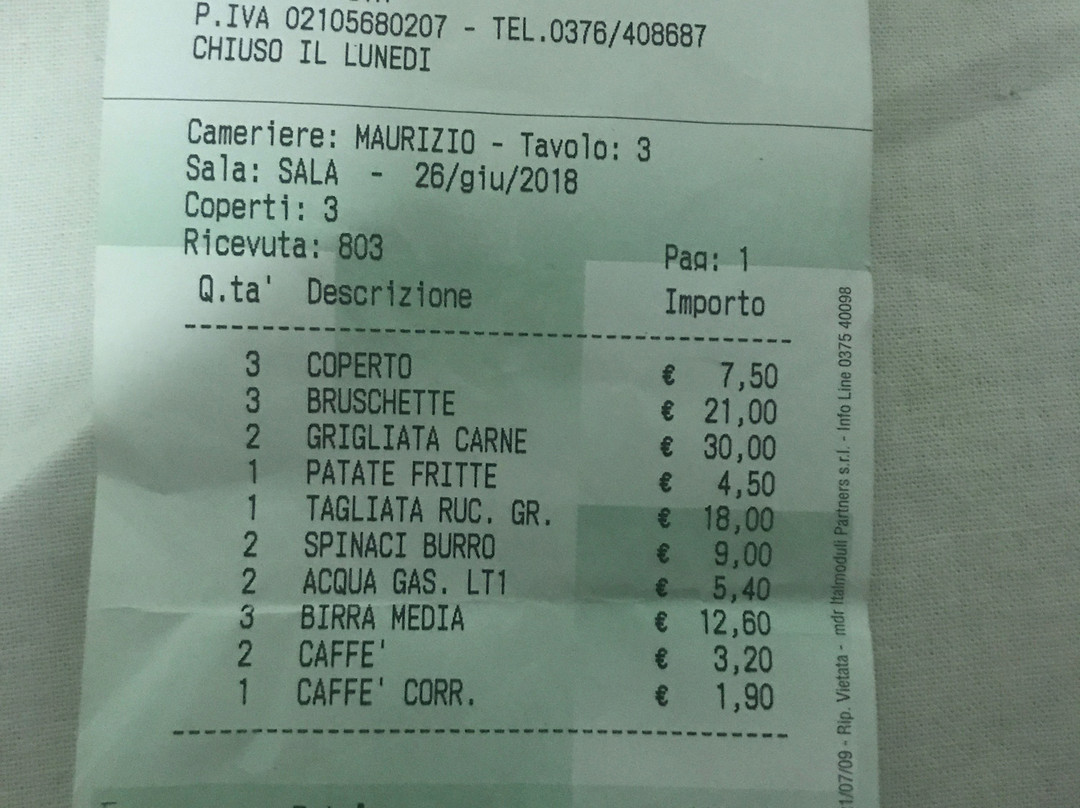 P.IVA 02105680207 - TEL.0376/408687
CHIUSO IL LUNEDI
Cameriere: MAURIZIO - Tavolo: 3
Sala: SALA - 26/giu/2018
Coperti: 3
Ricevuta: 803 Pag: 1
Q.ta' Descrizione Importo
3 COPERTO € 7,50
3 BRUSCHETTE € 21,00
2 GRIGLIATA CARNE € 30,00
1 PATATE FRITTE € 4,50
1 TAGLIATA RUC. GR. € 18,00
2 SPINACI BURRO € 9,00
2 ACQUA GAS. LT1 € 5,40
3 BIRRA MEDIA € 12,60
2 CAFFE' € 3,20
1 CAFFE' CORR. € 1,90
1/07/09 - Rip. Vietata - mdr Italmoduli Partners s.r.l. - Info Line 0375 40098